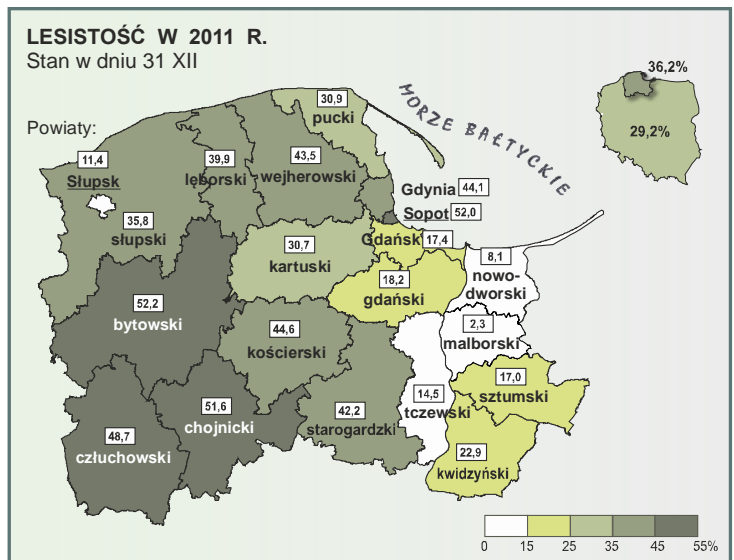 LESISTOŚĆ W 2011 R.
Stan w dniu 31 XII
36,2%
29,2%
MORZE BAŁTYCKIE
Powiaty:
30,9
pucki
11,4
Słupsk
39,9
lęborski
43,5
wejherowski
Gdynia 44,1
Sopot 52,0
35,8
słupski
30,7
kartuski
Gdańsk 17,4
8,1
nowo-
dworski
18,2
gdański
52,2
bytowski
44,6
kościerski
2,3
malborski
17,0
sztumski
14,5
tczewski
51,6
chojnicki
42,2
starogardzki
48,7
człuchowski
22,9
kwidzyński
0 15 25 35 45 55%